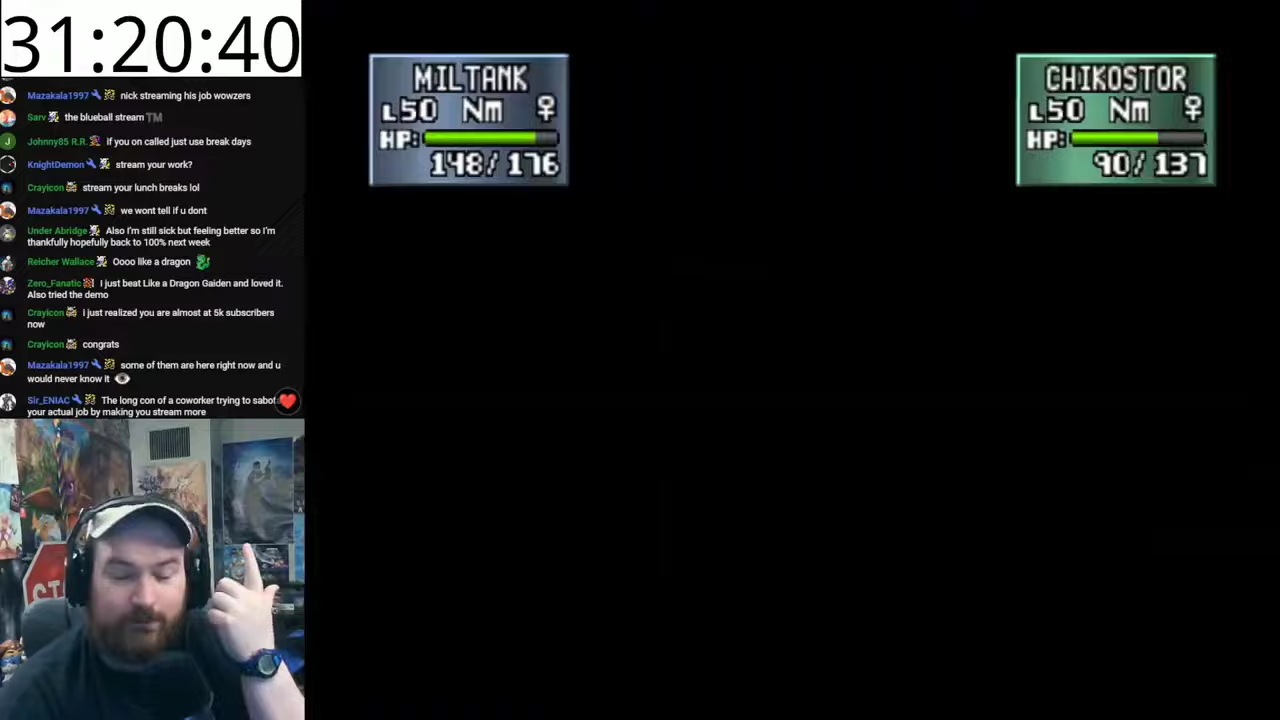 31:20:40
Mazakala1997 nick streaming his job wowzers
Sarv the blueball stream™
Johnny85 R.R. if you on called just use break days
KnightDemon stream your work?
Crayicon stream your lunch breaks lol
Mazakala1997 we wont tell if u dont
Under Abridge Also I'm still sick but feeling better so I'm
thankfully hopefully back to 100% next week
Reicher Wallace Oooo like a dragon
Zero_Fanatic I just beat Like a Dragon Gaiden and loved it.
Also tried the demo
Crayicon I just realized you are almost at 5k subscribers
now
Crayicon congrats
Mazakala1997 some of them are here right now and u
would never know it
Sir_ENIAC The long con of a coworker trying to sabot
your actual job by making you stream more
MILTANK
L50 Nm ♀
HP:
148/176
CHIKOSTOR
L50 Nm ♀
HP:
90/137
J